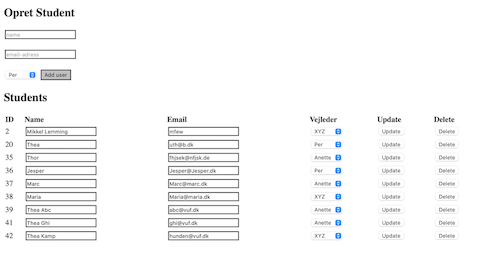 Opret Student
name
email-adress
Per Add user
Students
ID Name Email Vejleder Update Delete
2 Mikkel Lemming mfew XYZ Update Delete
20 Thea uth@b.dk Per Update Delete
35 Thor fhjsek@nfjsk.de Anette Update Delete
36 Jesper Jesper@Jesper.dk Per Update Delete
37 Marc Marc@marc.dk Anette Update Delete
38 Maria Maria@maria.dk XYZ Update Delete
39 Thea Abc abc@vuf.dk Anette Update Delete
41 Thea Ghi ghi@vuf.dk Anette Update Delete
42 Thea Kamp hunden@vuf.dk XYZ Update Delete